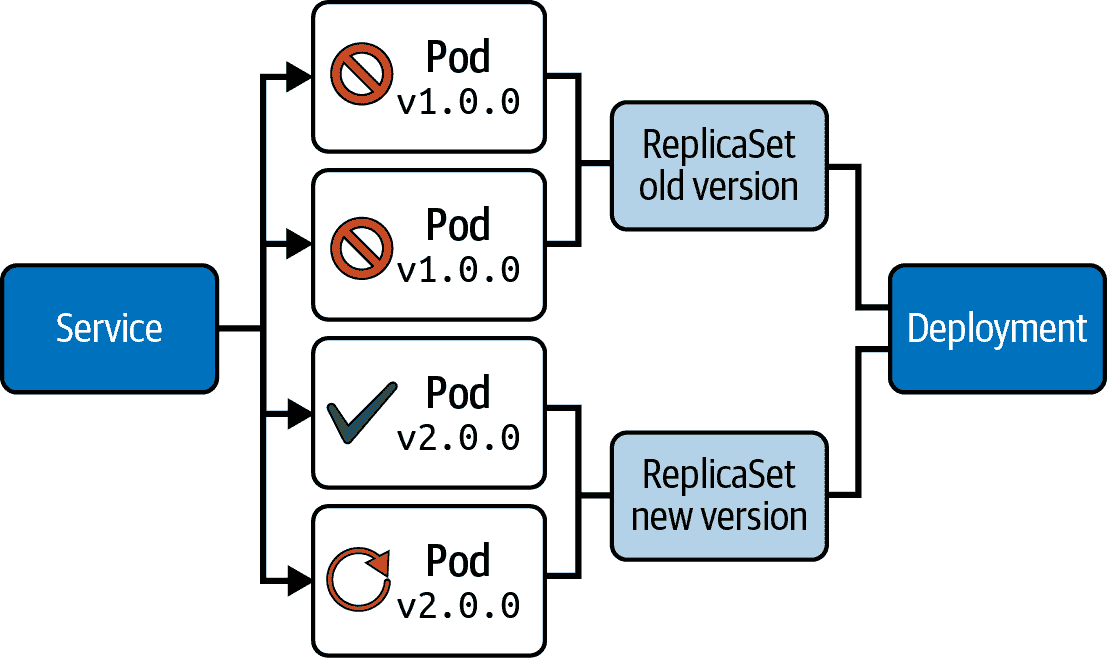 Service
Pod
v1.0.0
Pod
v1.0.0
Pod
v2.0.0
Pod
v2.0.0
ReplicaSet
old version
ReplicaSet
new version
Deployment